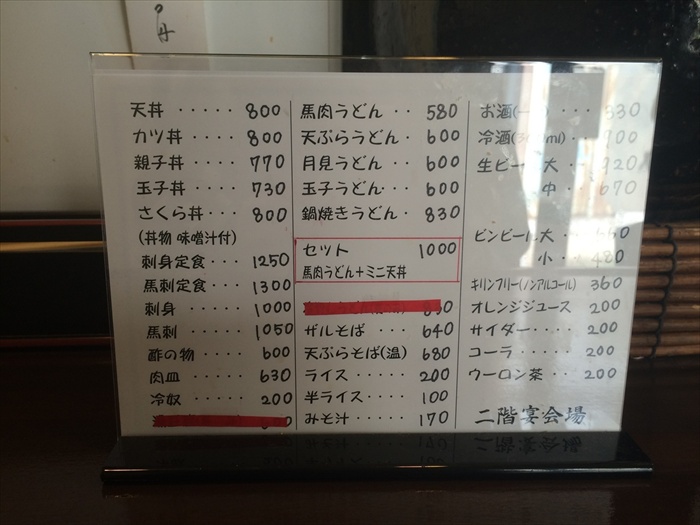 天丼 ····· 800
カツ丼 ···· 800
親子丼 ···· 770
玉子丼 ···· 730
さくら丼 ·· 800
(丼物 味噌汁付)
刺身定食 ··· 1250
馬刺定食 ··· 1300
刺身 ····· 1000
馬刺 ····· 1050
酢の物 ···· 600
肉皿 ····· 630
冷奴 ····· 200
馬肉うどん ·· 580
天ぷらうどん · 600
月見うどん ·· 600
玉子うどん ·· 600
鍋焼きうどん · 830
セット 1000
馬肉うどん+ミニ天丼
ザルそば ··· 640
天ぷらそば(温) 680
ライス ···· 200
半ライス ··· 100
みそ汁 ····· 170
お酒
冷酒
生ビール 大 920
中 ·· 670
ビンビール 大
小 ·· 480
キリンフリー(ノンアルコール) 360
オレンジジュース 200
サイダー ···· 200
コーラ ····· 200
ウーロン茶 ·· 200
二階宴会場